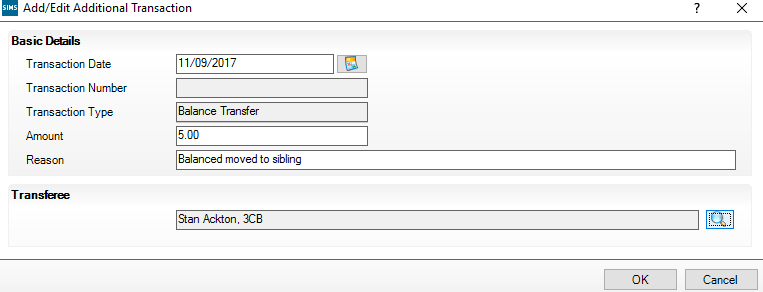 SIMS Add/Edit Additional Transaction ?
Basic Details
Transaction Date 11/09/2017
Transaction Number
Transaction Type Balance Transfer
Amount 5.00
Reason Balanced moved to sibling
Transferee
Stan Ackton, 3CB
OK Cancel